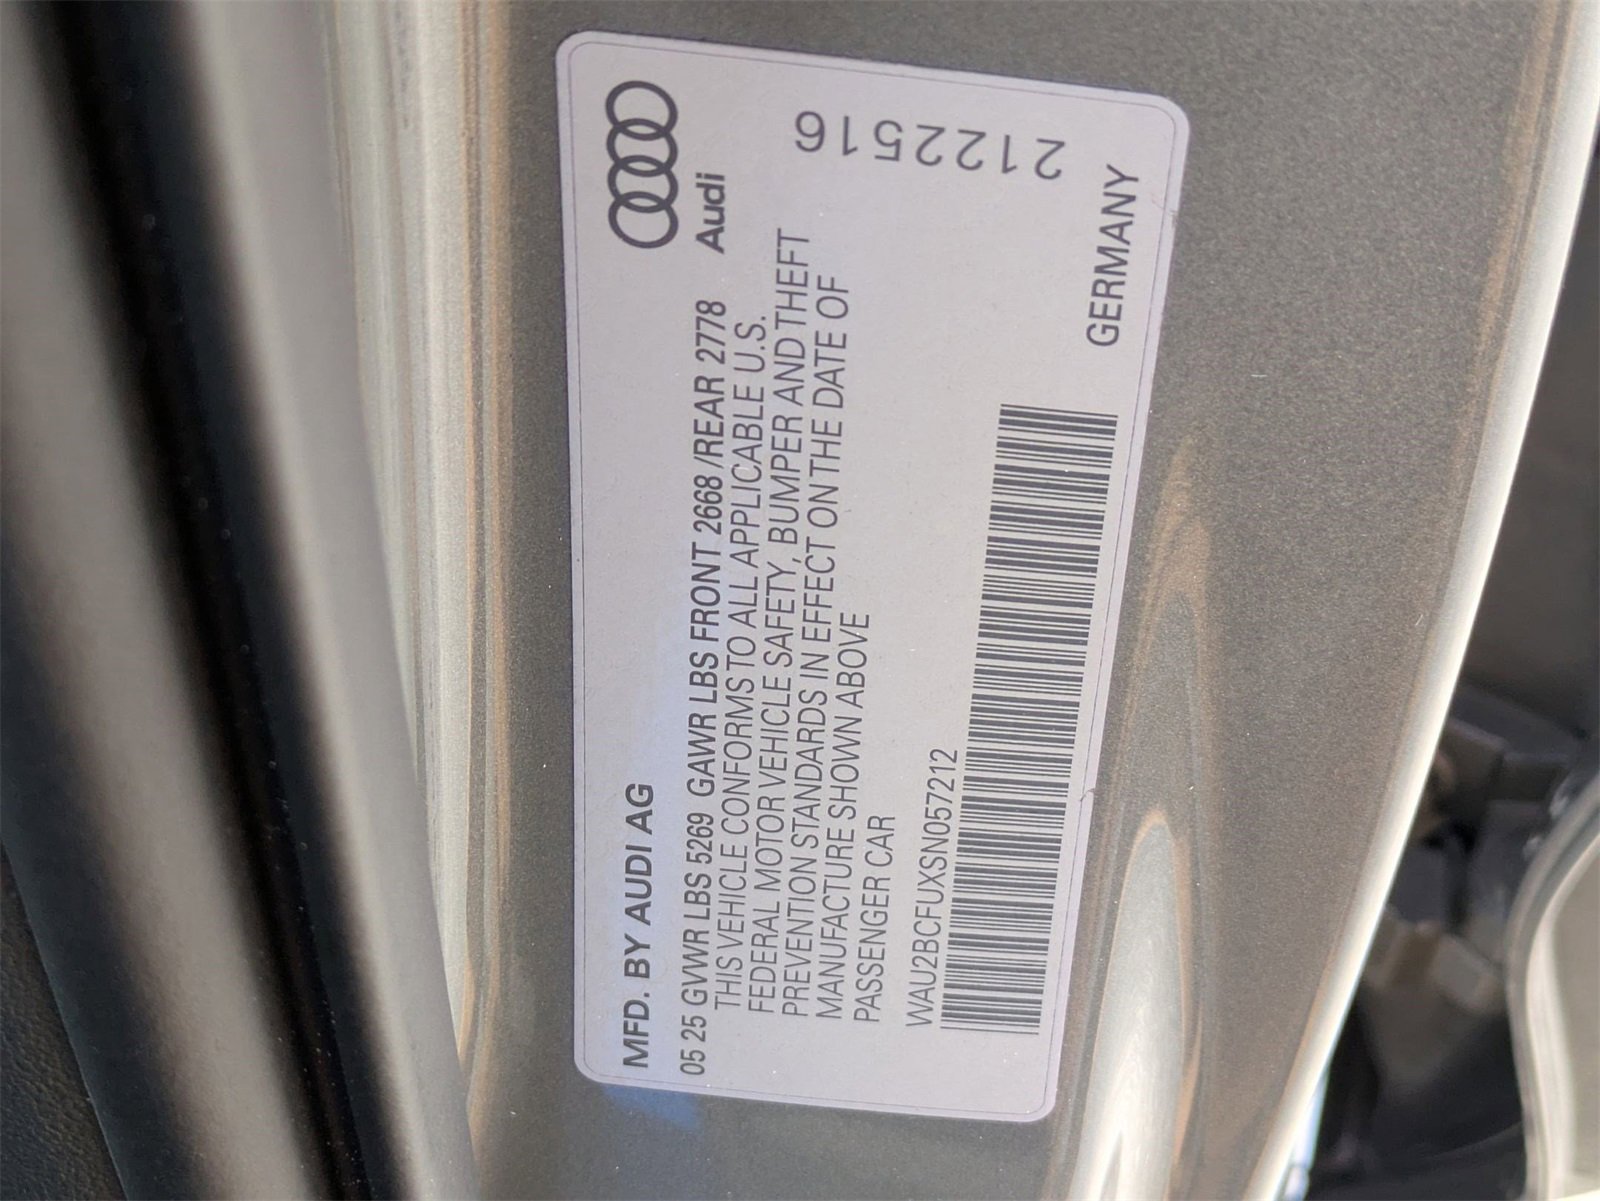 MFD. BY AUDI AG
Audi
05 25 GVWR LBS 5269 GAWR LBS FRONT 2668 /REAR 2778
THIS VEHICLE CONFORMS TO ALL APPLICABLE U.S.
FEDERAL MOTOR VEHICLE SAFETY, BUMPER AND THEFT
PREVENTION STANDARDS IN EFFECT ON THE DATE OF
MANUFACTURE SHOWN ABOVE
PASSENGER CAR
WAU2BCFUXSN057212
GERMANY
2122516